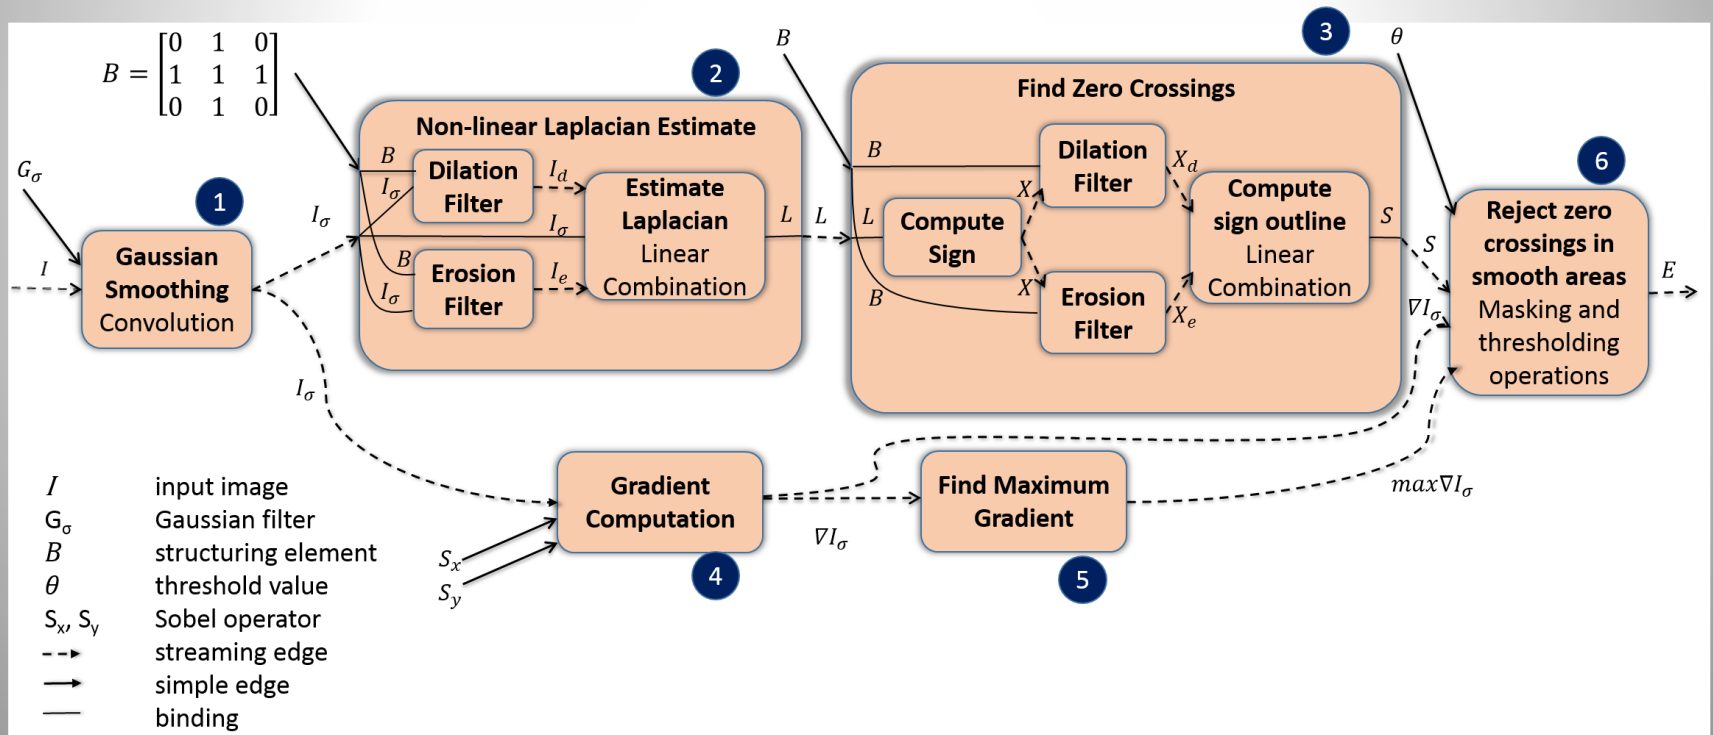 B = [0 1 0
1 1 1
0 1 0]
B
3
θ
2
Find Zero Crossings
Non-linear Laplacian Estimate
G_σ
1
B
I_σ
Dilation
Filter
I_d
Estimate
Laplacian
Linear
Combination
I_σ
I_σ
B
I_σ
Erosion
Filter
I_e
L
L
B
L
Compute
Sign
X
X
B
Dilation
Filter
X_d
Erosion
Filter
X_e
Compute
sign outline
Linear
Combination
S
S
6
Reject zero
crossings in
smooth areas
Masking and
thresholding
operations
E
I
Gaussian
Smoothing
Convolution
I_σ
∇I_σ
Gradient
Computation
4
S_x
S_y
∇I_σ
Find Maximum
Gradient
5
max∇I_σ
I input image
G_σ Gaussian filter
B structuring element
θ threshold value
S_x, S_y Sobel operator
streaming edge
simple edge
binding